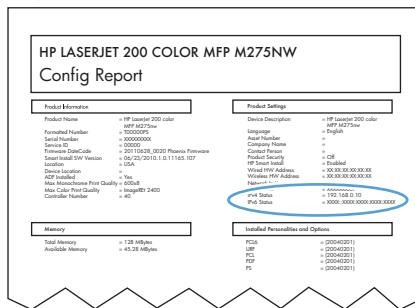 HP LASERJET 200 COLOR MFP M275NW
Config Report
Product Information
Product Name = HP LaserJet 200 color
MFP M275nw
Formatted Number = T00000PS
Serial Number = XXXXXXXXX
Service ID = 00000
Firmware DateCode = 20110628_0020 Phoenix Firmware
Smart Install SW Version = 06/23/2010.1.0.11165.107
Location = USA
Device Location =
ADF Installed = Yes
Max Monochrome Print Quality = 600x8
Max Color Print Quality = ImageREt 2400
Controller Number = 40
Product Settings
Device Description = HP LaserJet 200 color
MFP M275nw
Language = English
Asset Number =
Company Name =
Contact Person =
Product Security = Off
HP Smart Install = Enabled
Wired HW Address = XX:XX:XX:XX:XX:XX
Wireless HW Address = XX:XX:XX:XX:XX:XX
IPv4 Status = 192.168.0.10
IPv6 Status = XXXX::XXXX:XXXX:XXXX:XXXX
Memory
Total Memory = 128 MBytes
Available Memory = 45.28 MBytes
Installed Personalities and Options
PCL6 = (20040201)
URF = (20040201)
PCL = (20040201)
PDF = (20040201)
PS = (20040201)